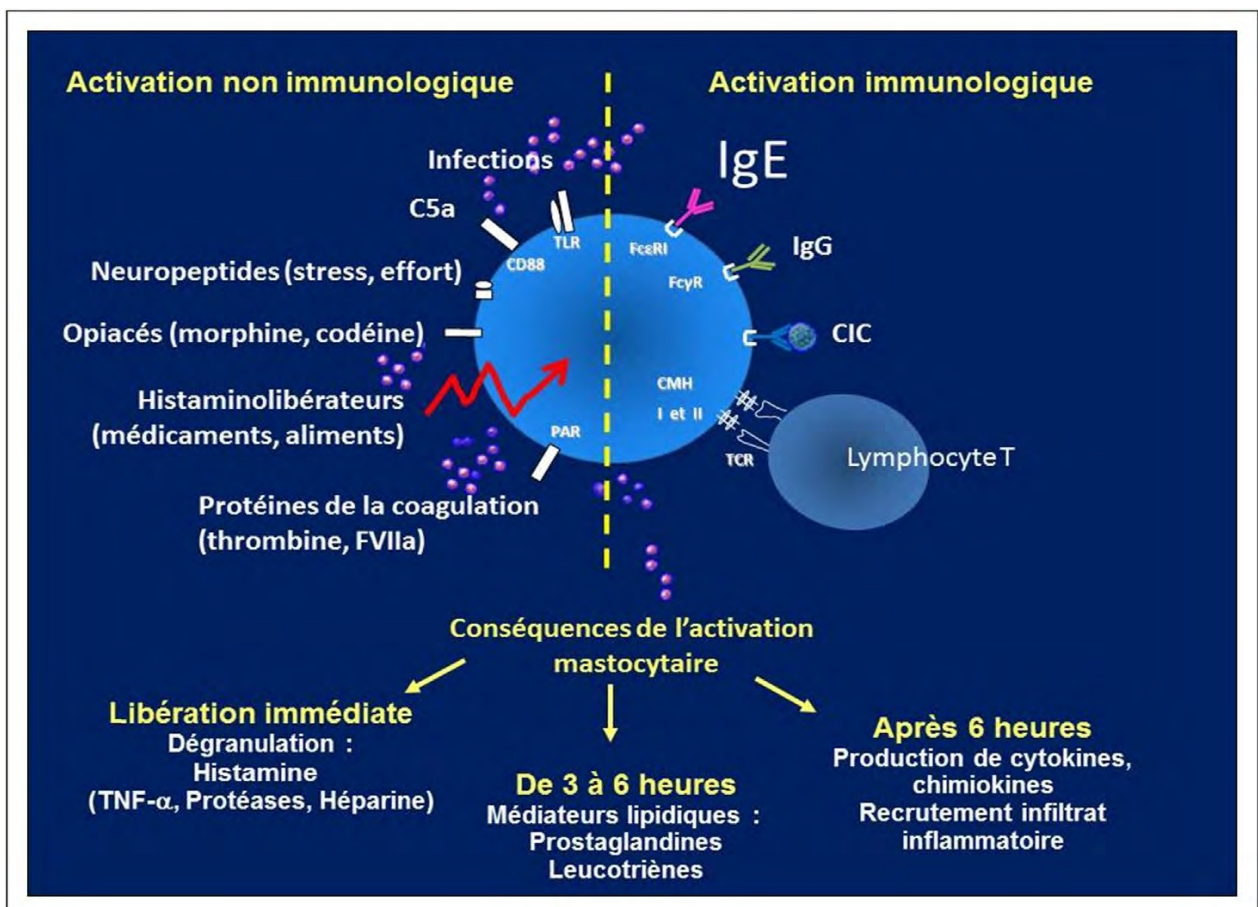 Activation non immunologique
Activation immunologique
Infections
C5a
Neuropeptides (stress, effort)
Opiacés (morphine, codéine)
Histaminolibérateurs
(médicaments, aliments)
Protéines de la coagulation
(thrombine, FVIIa)
TLR
CD88
PAR
IgE
FcεRI
IgG
FcγR
CIC
CMH
I et II
TCR
Lymphocyte T
Conséquences de l'activation
mastocytaire
Libération immédiate
Dégranulation :
Histamine
(TNF-α, Protéases, Héparine)
De 3 à 6 heures
Médiateurs lipidiques :
Prostaglandines
Leucotriènes
Après 6 heures
Production de cytokines,
chimiokines
Recrutement infiltrat
inflammatoire